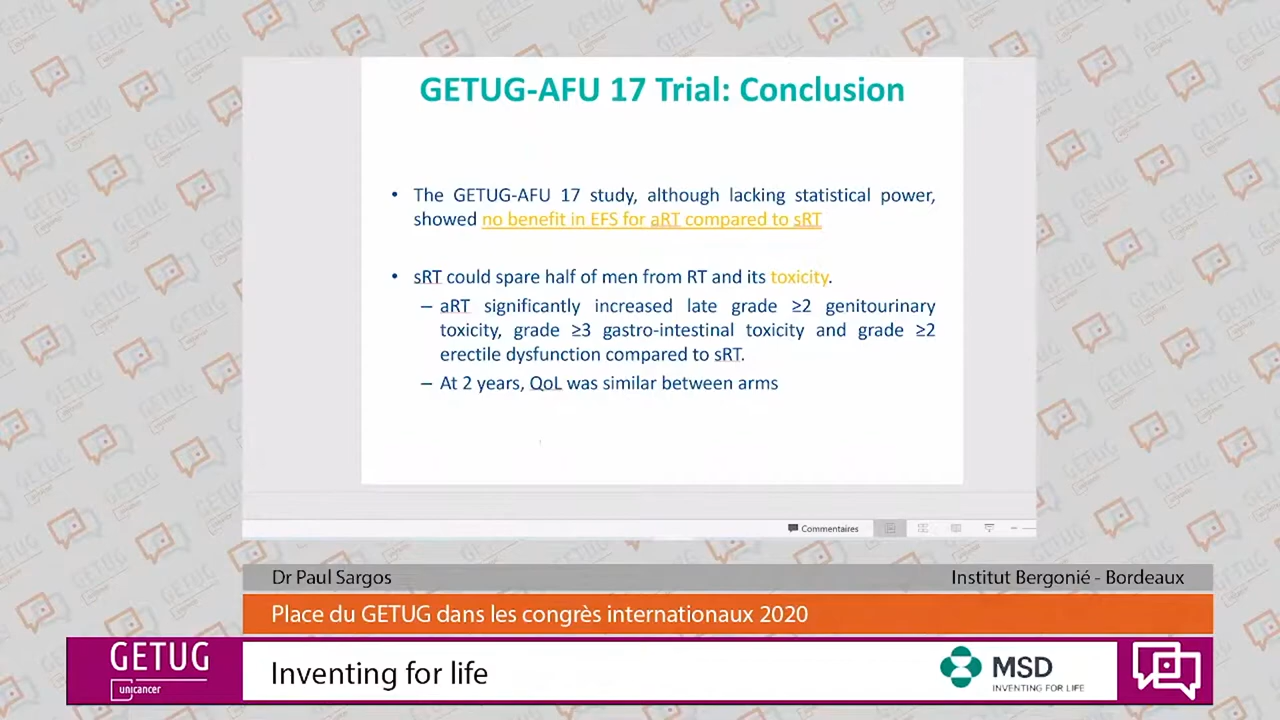 GETUG-AFU 17 Trial: Conclusion
• The GETUG-AFU 17 study, although lacking statistical power,
showed no benefit in EFS for aRT compared to sRT
• sRT could spare half of men from RT and its toxicity.
– aRT significantly increased late grade ≥2 genitourinary
toxicity, grade ≥3 gastro-intestinal toxicity and grade ≥2
erectile dysfunction compared to sRT.
– At 2 years, QoL was similar between arms
Commentaires
Dr Paul Sargos
Institut Bergonié - Bordeaux
Place du GETUG dans les congrès internationaux 2020
GETUG
unicancer
Inventing for life
MSD
INVENTING FOR LIFE